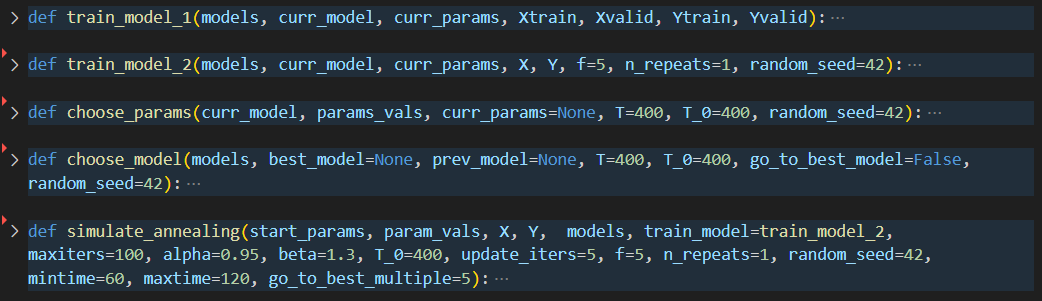 def train_model_1(models, curr_model, curr_params, Xtrain, Xvalid, Ytrain, Yvalid): ···
def train_model_2(models, curr_model, curr_params, X, Y, f=5, n_repeats=1, random_seed=42): ···
def choose_params(curr_model, params_vals, curr_params=None, T=400, T_0=400, random_seed=42): ···
def choose_model(models, best_model=None, prev_model=None, T=400, T_0=400, go_to_best_model=False,
random_seed=42): ···
def simulate_annealing(start_params, param_vals, X, Y,  models, train_model=train_model_2,
maxiters=100, alpha=0.95, beta=1.3, T_0=400, update_iters=5, f=5, n_repeats=1, random_seed=42,
mintime=60, maxtime=120, go_to_best_multiple=5): ···